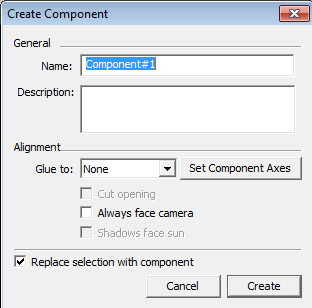 Create Component
General
Name: Component#1
Description:
Alignment
Glue to: None Set Component Axes
Cut opening
Always face camera
Shadows face sun
Replace selection with component
Cancel Create